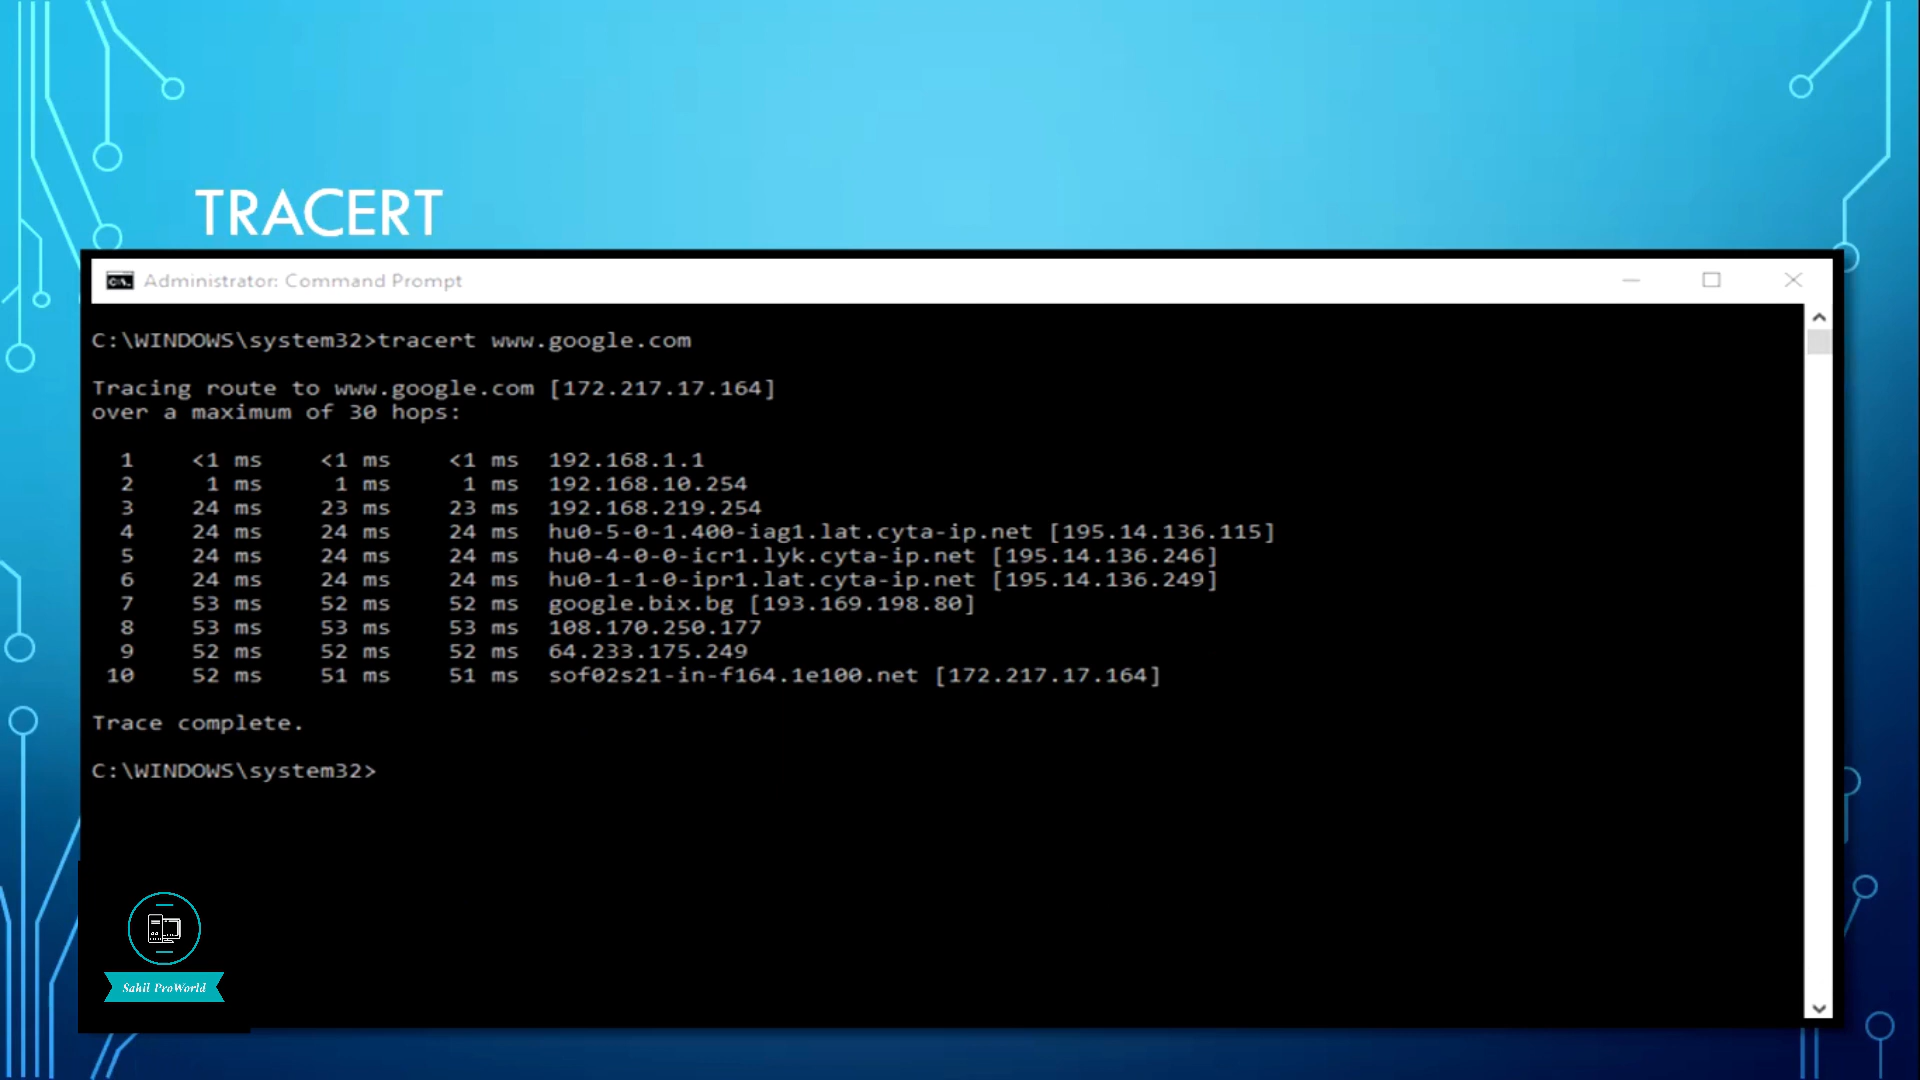 TRACERT
Administrator: Command Prompt
C:\WINDOWS\system32>tracert www.google.com
Tracing route to www.google.com [172.217.17.164]
over a maximum of 30 hops:
1 <1 ms <1 ms <1 ms 192.168.1.1
2 1 ms 1 ms 1 ms 192.168.10.254
3 24 ms 23 ms 23 ms 192.168.219.254
4 24 ms 24 ms 24 ms hu0-5-0-1.400-iag1.lat.cyta-ip.net [195.14.136.115]
5 24 ms 24 ms 24 ms hu0-4-0-0-icr1.lyk.cyta-ip.net [195.14.136.246]
6 24 ms 24 ms 24 ms hu0-1-1-0-ipr1.lat.cyta-ip.net [195.14.136.249]
7 53 ms 52 ms 52 ms google.bix.bg [193.169.198.80]
8 53 ms 53 ms 53 ms 108.170.250.177
9 52 ms 52 ms 52 ms 64.233.175.249
10 52 ms 51 ms 51 ms sof02s21-in-f164.1e100.net [172.217.17.164]
Trace complete.
C:\WINDOWS\system32>
Sahil ProWorld